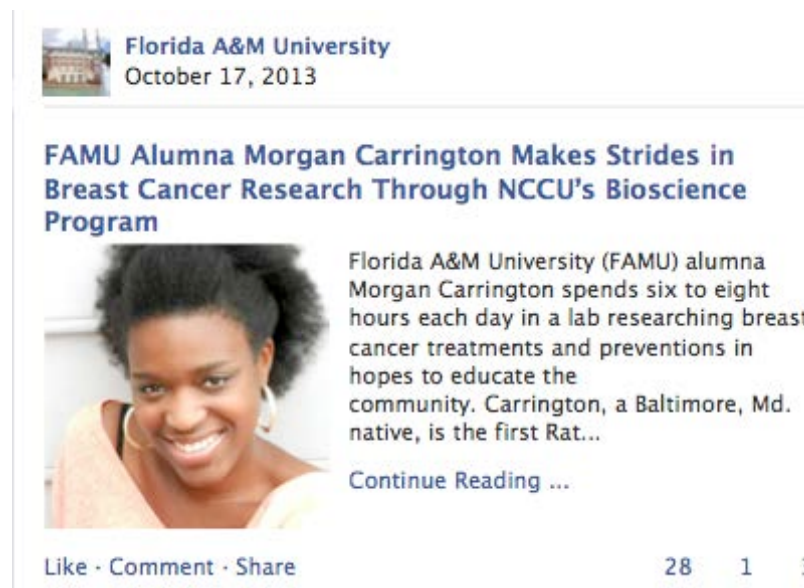 Florida A&M University
October 17, 2013
FAMU Alumna Morgan Carrington Makes Strides in
Breast Cancer Research Through NCCU's Bioscience
Program
Florida A&M University (FAMU) alumna
Morgan Carrington spends six to eight
hours each day in a lab researching breast
cancer treatments and preventions in
hopes to educate the
community. Carrington, a Baltimore, Md.
native, is the first Rat...
Continue Reading ...
Like · Comment · Share 28 1